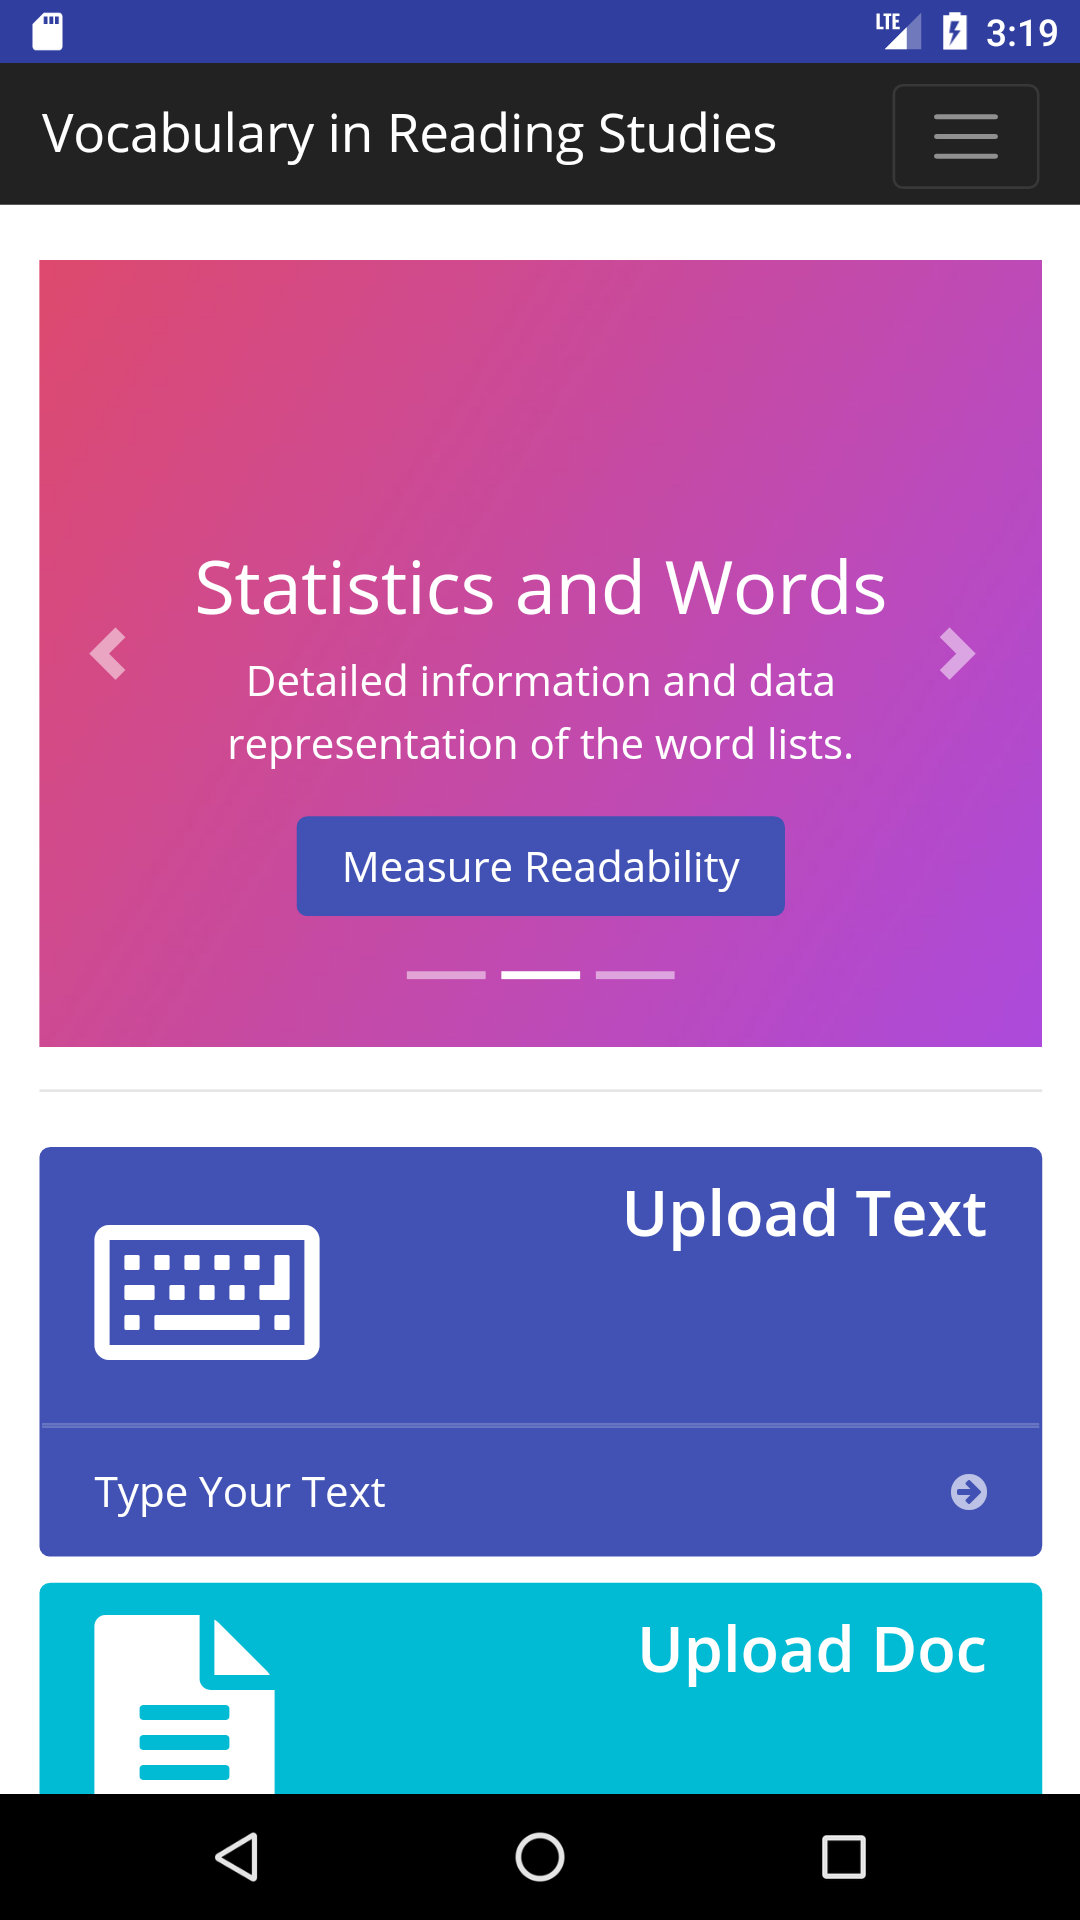 LTE 3:19
Vocabulary in Reading Studies
Statistics and Words
Detailed information and data
representation of the word lists.
Measure Readability
Upload Text
Type Your Text
Upload Doc